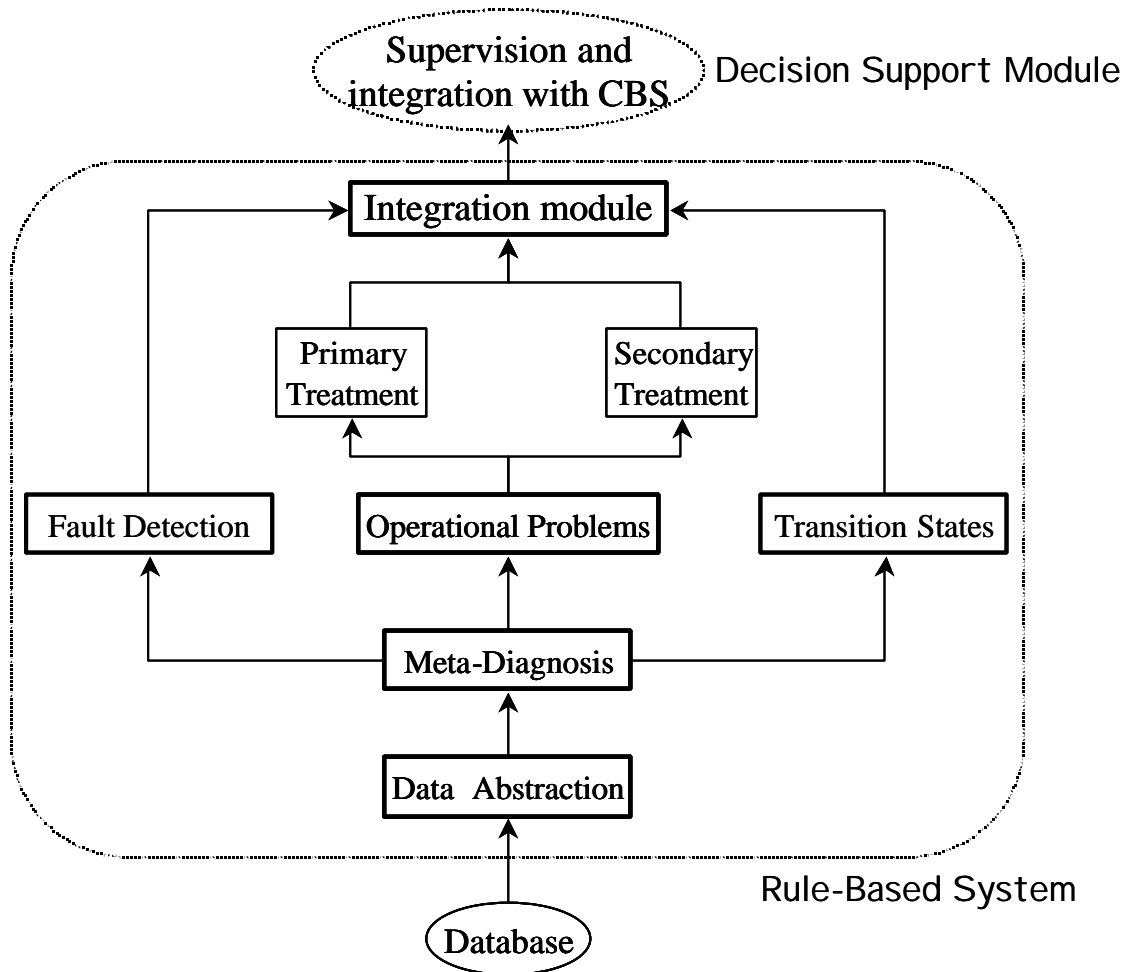 Supervision and
integration with CBS
Decision Support Module
Integration module
Primary
Treatment
Secondary
Treatment
Fault Detection
Operational Problems
Transition States
Meta-Diagnosis
Data Abstraction
Rule-Based System
Database